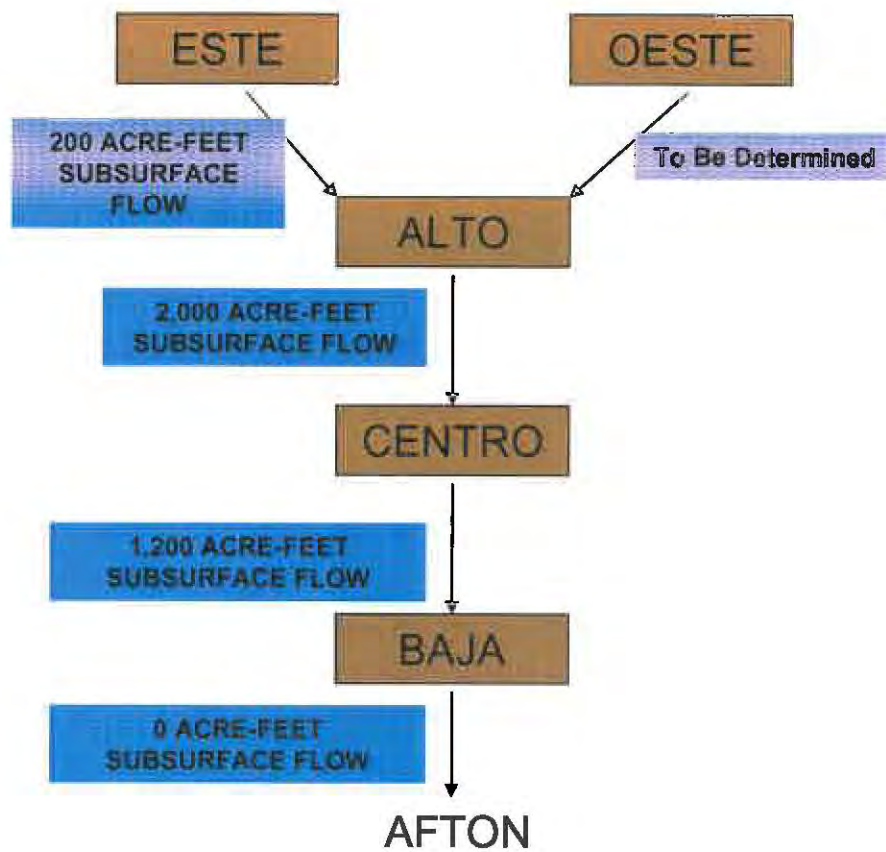 ESTE
OESTE
200 ACRE-FEET
SUBSURFACE
FLOW
To Be Determined
ALTO
2,000 ACRE-FEET
SUBSURFACE FLOW
CENTRO
1,200 ACRE-FEET
SUBSURFACE FLOW
BAJA
0 ACRE-FEET
SUBSURFACE FLOW
AFTON